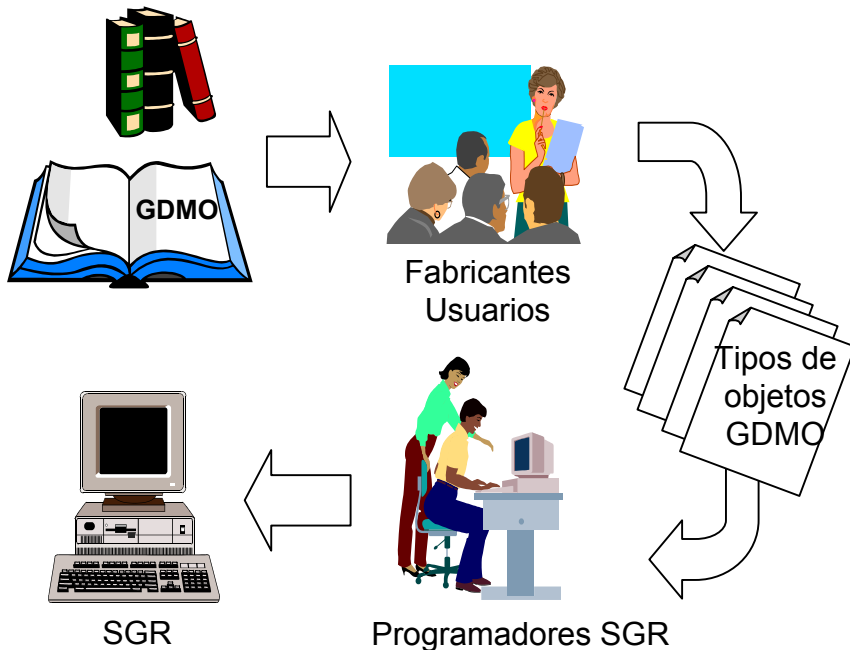 GDMO
Fabricantes
Usuarios
Tipos de
objetos
GDMO
SGR
Programadores SGR